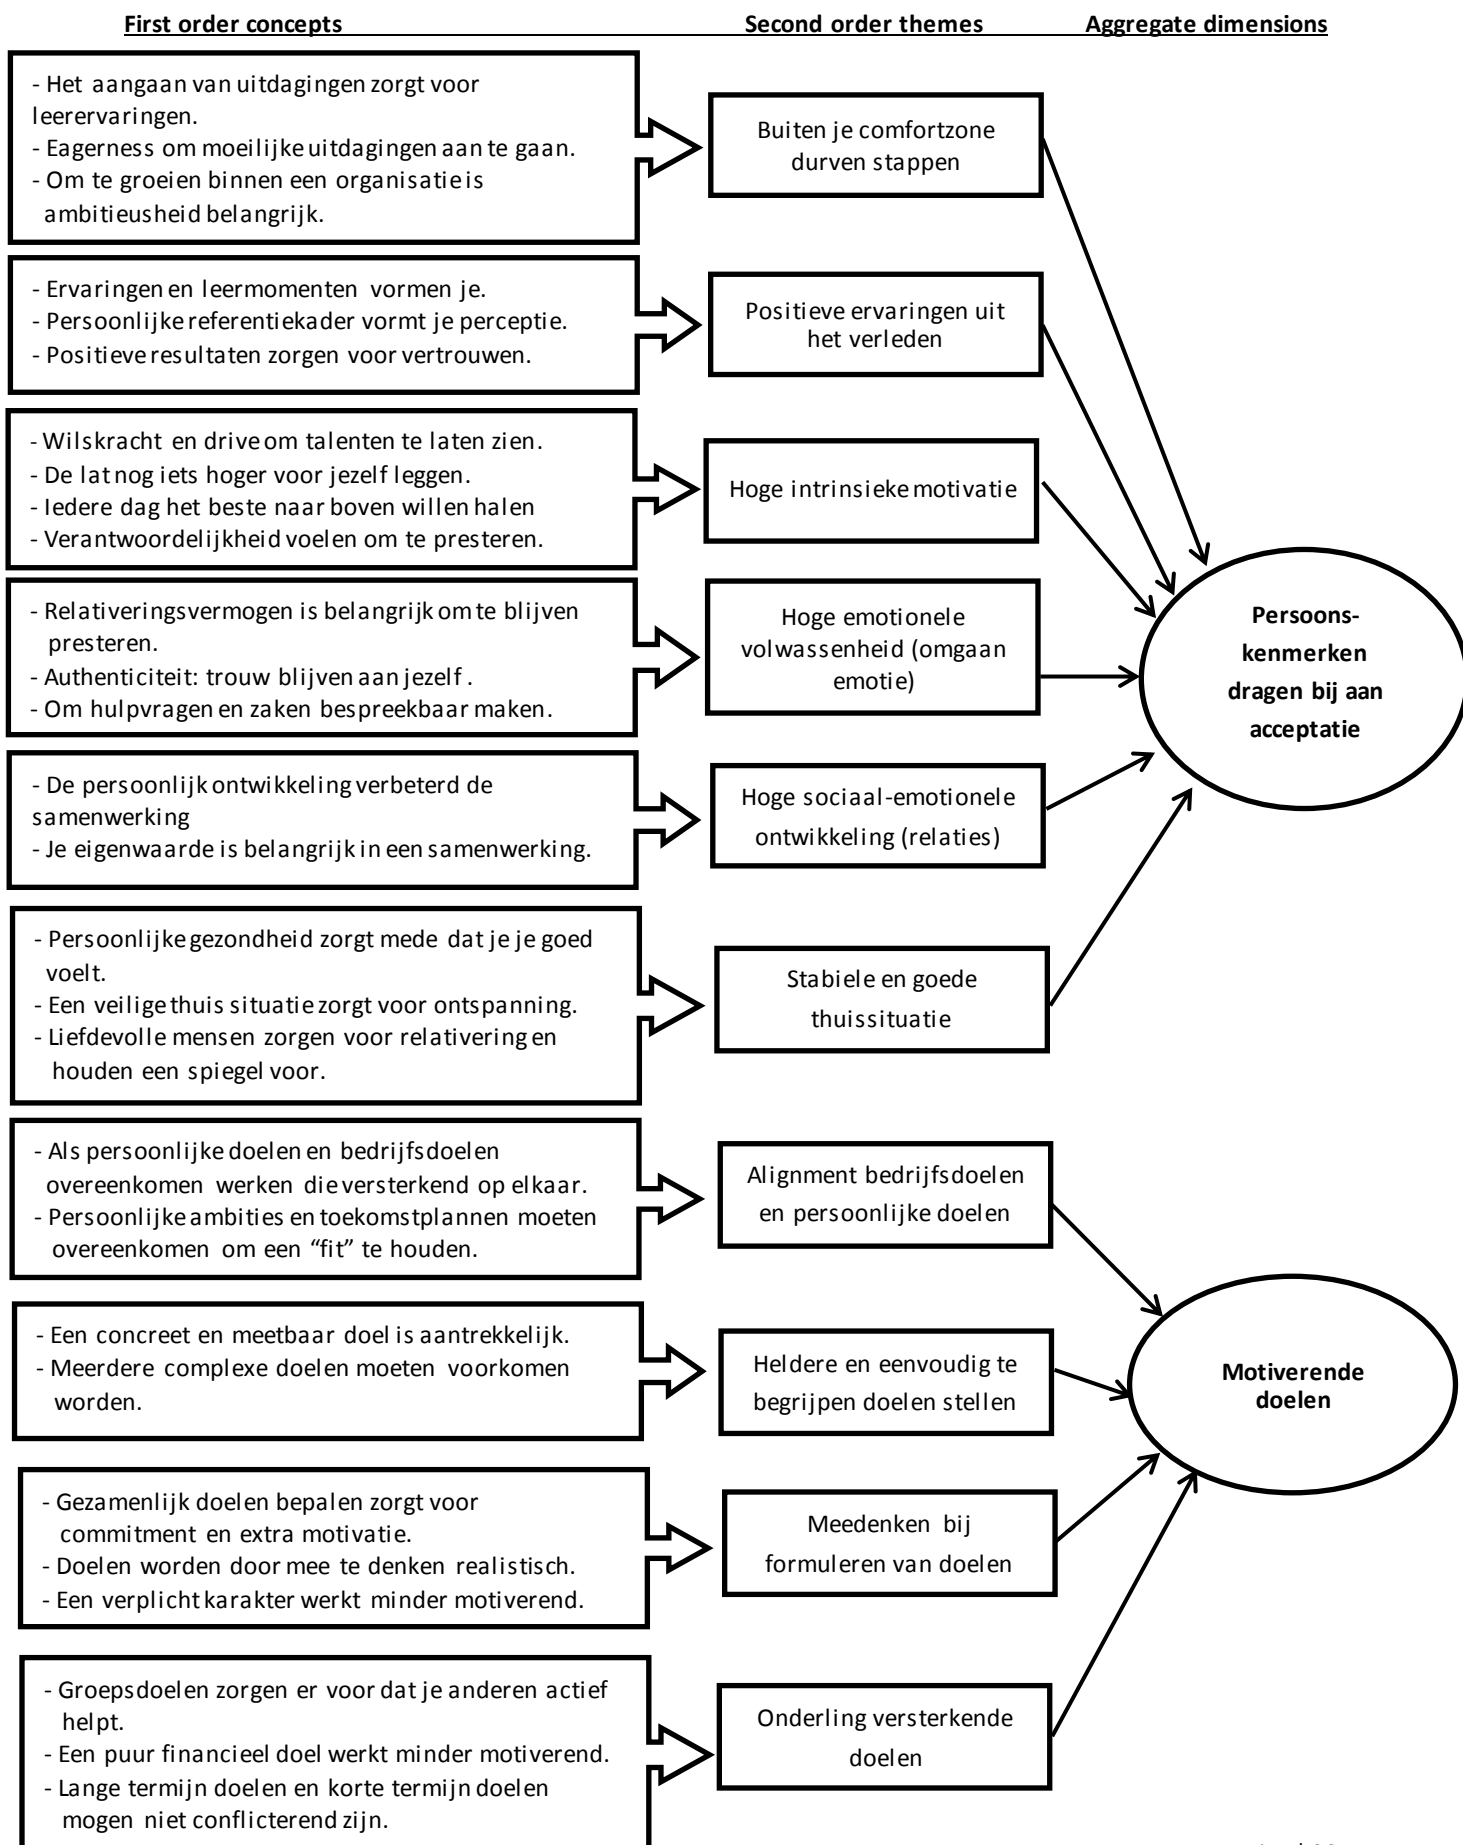 First order concepts Second order themes Aggregate dimensions
- Het aangaan van uitdagingen zorgt voor
leerervaringen.
- Eagerness om moeilijke uitdagingen aan te gaan.
- Om te groeien binnen een organisatie is
ambitieusheid belangrijk.
Buiten je comfortzone
durven stappen
- Ervaringen en leermomenten vormen je.
- Persoonlijke referentiekader vormt je perceptie.
- Positieve resultaten zorgen voor vertrouwen.
Positieve ervaringen uit
het verleden
- Wilskracht en drive om talenten te laten zien.
- De lat nog iets hoger voor jezelf leggen.
- Iedere dag het beste naar boven willen halen
- Verantwoordelijkheid voelen om te presteren.
Hoge intrinsieke motivatie
- Relativeringsvermogen is belangrijk om te blijven
presteren.
- Authenticiteit: trouw blijven aan jezelf.
- Om hulp vragen en zaken bespreekbaar maken.
Hoge emotionele
volwassenheid (omgaan
emotie)
Persoons-
kenmerken
dragen bij aan
acceptatie
- De persoonlijk ontwikkeling verbeterd de
samenwerking
- Je eigenwaarde is belangrijk in een samenwerking.
Hoge sociaal-emotionele
ontwikkeling (relaties)
- Persoonlijke gezondheid zorgt mede dat je je goed
voelt.
- Een veilige thuis situatie zorgt voor ontspanning.
- Liefdevolle mensen zorgen voor relativering en
houden een spiegel voor.
Stabiele en goede
thuissituatie
- Als persoonlijke doelen en bedrijfsdoelen
overeenkomen werken die versterkend op elkaar.
- Persoonlijke ambities en toekomstplannen moeten
overeenkomen om een “fit” te houden.
Alignment bedrijfsdoelen
en persoonlijke doelen
- Een concreet en meetbaar doel is aantrekkelijk.
- Meerdere complexe doelen moeten voorkomen
worden.
Heldere en eenvoudig te
begrijpen doelen stellen
Motiverende
doelen
- Gezamenlijk doelen bepalen zorgt voor
commitment en extra motivatie.
- Doelen worden door mee te denken realistisch.
- Een verplicht karakter werkt minder motiverend.
Meedenken bij
formuleren van doelen
- Groepsdoelen zorgen er voor dat je anderen actief
helpt.
- Een puur financieel doel werkt minder motiverend.
- Lange termijn doelen en korte termijn doelen
mogen niet conflicterend zijn.
Onderling versterkende
doelen